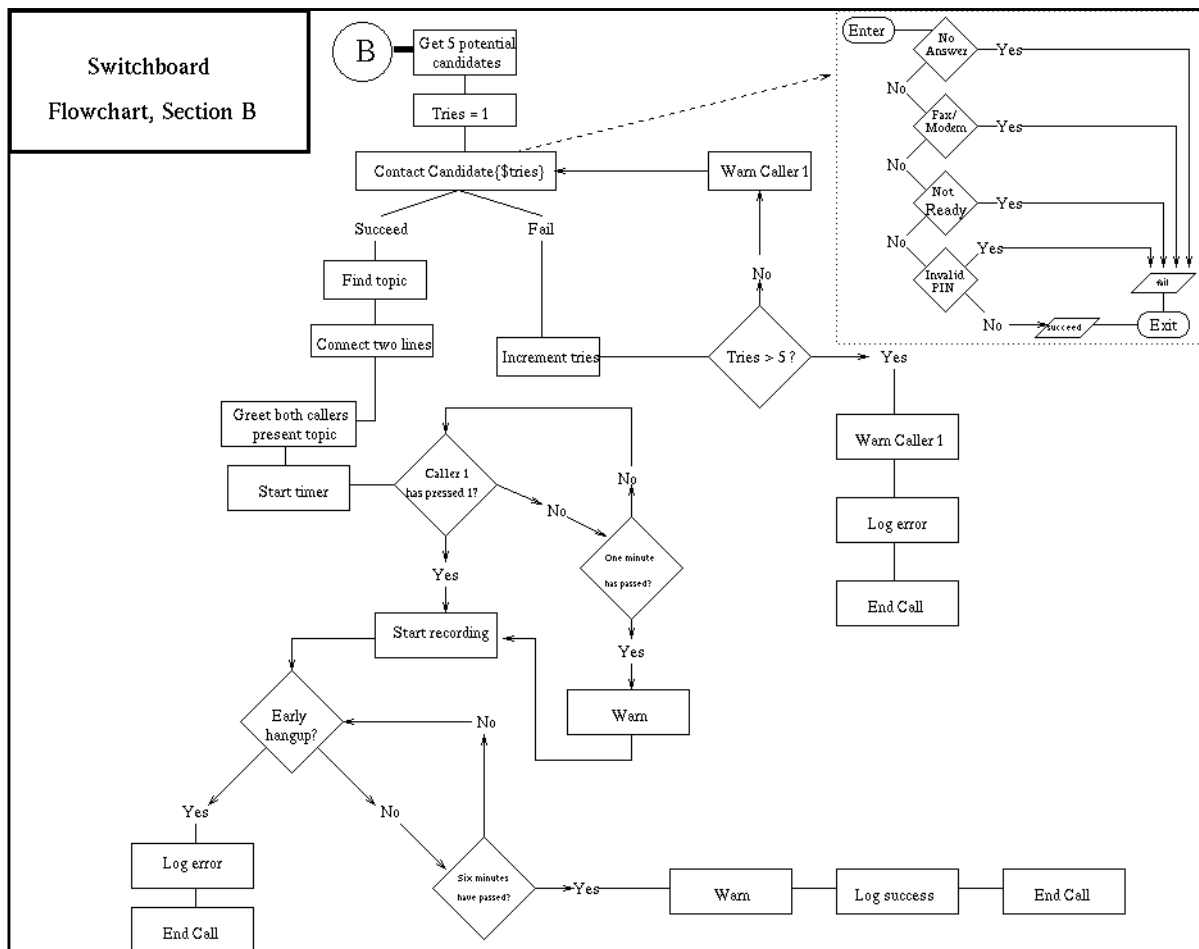 Switchboard
Flowchart, Section B
B
Get 5 potential
candidates
Tries = 1
Contact Candidate{$tries}
Warn Caller 1
Succeed
Fail
Find topic
No
Connect two lines
Increment tries
Tries > 5 ?
Yes
Greet both callers
present topic
Warn Caller 1
Start timer
Caller 1
has pressed 1?
No
No
One minute
has passed?
Log error
Yes
End Call
Start recording
Yes
Warn
Early
hangup?
No
Yes
No
Log error
End Call
Six minutes
have passed?
Yes
Warn
Log success
End Call
Enter
No
Answer
Yes
No
Fax/
Modem
Yes
No
Not
Ready
Yes
No
Invalid
PIN
Yes
fail
No
succeed
Exit